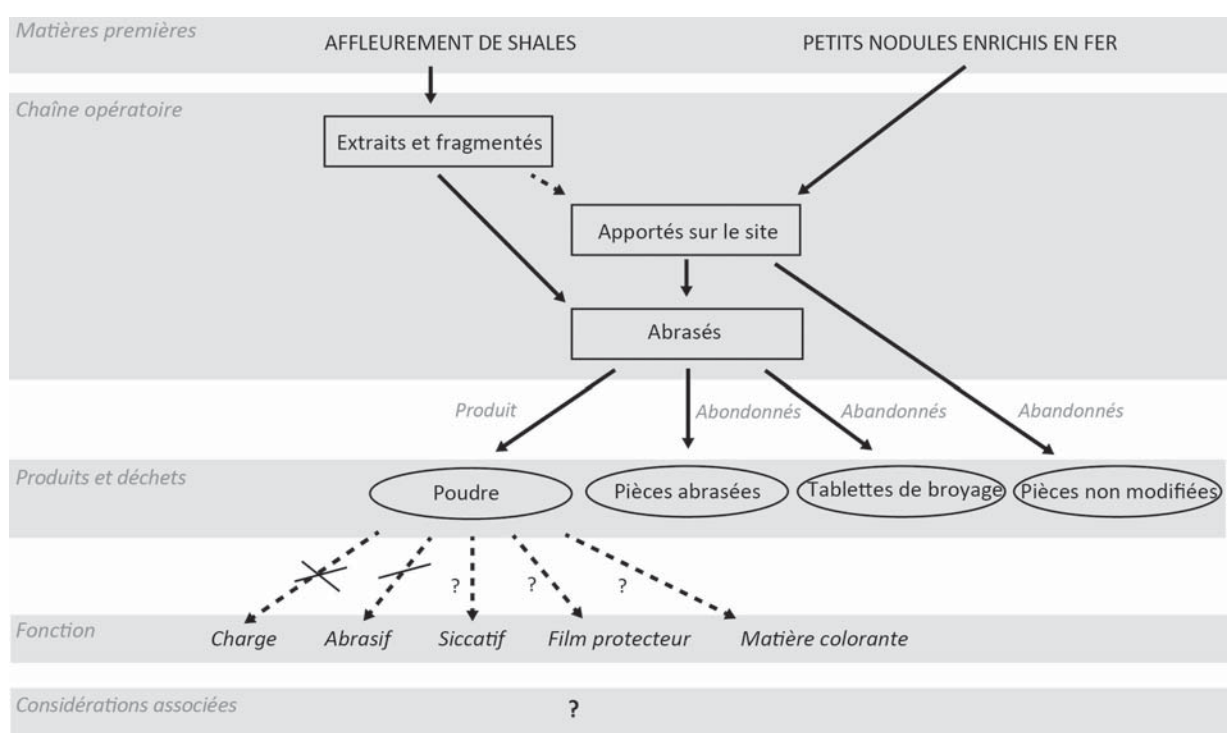 Matières premières
AFFLEUREMENT DE SHALES
PETITS NODULES ENRICHIS EN FER
Chaîne opératoire
Extraits et fragmentés
Apportés sur le site
Abrasés
Produit
Abondonnés
Abandonnés
Abandonnés
Produits et déchets
Poudre
Pièces abrasées
Tablettes de broyage
Pièces non modifiées
?
?
?
Fonction
Charge
Abrasif
Siccatif
Film protecteur
Matière colorante
Considérations associées
?